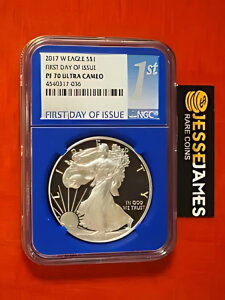 2017 W EAGLE S$1
FIRST DAY OF ISSUE
PF 70 ULTRA CAMEO
4540317-036
1st
NGC
FIRST DAY OF ISSUE
LIBERTY
IN GOD
WE TRUST
JESSE JAMES
RARE COINS